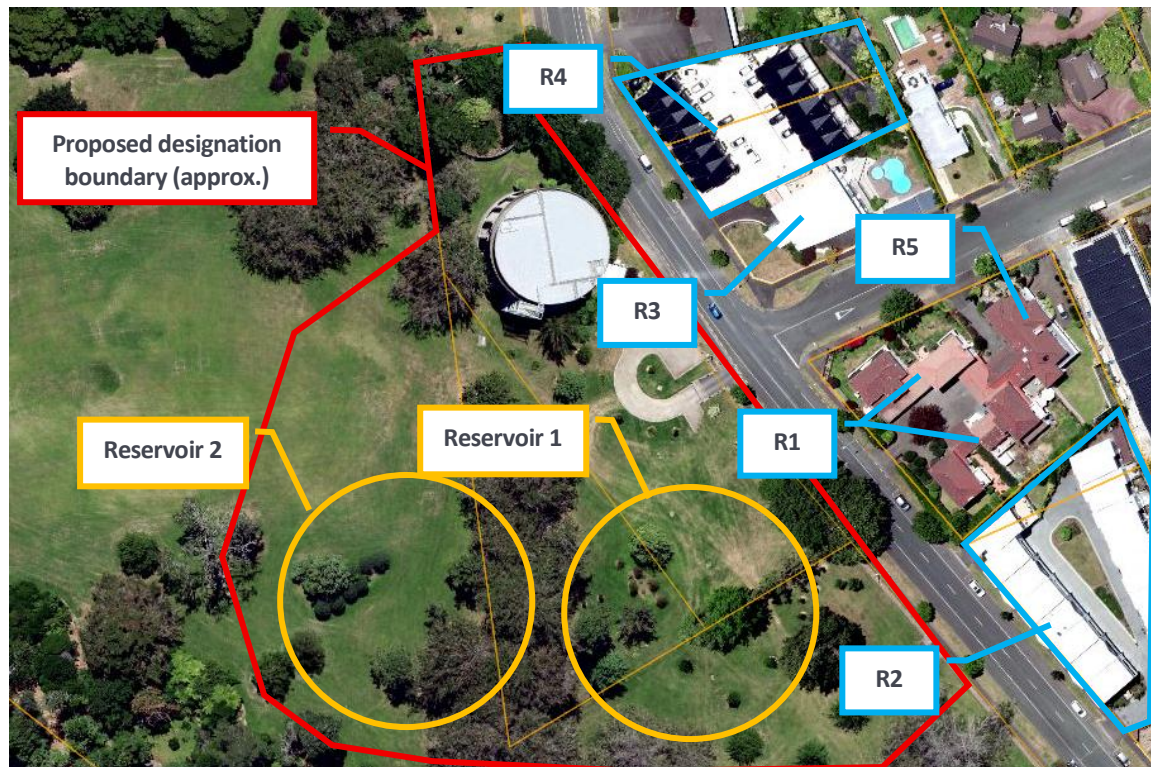 R4
Proposed designation
boundary (approx.)
R5
R3
Reservoir 2
Reservoir 1
R1
R2